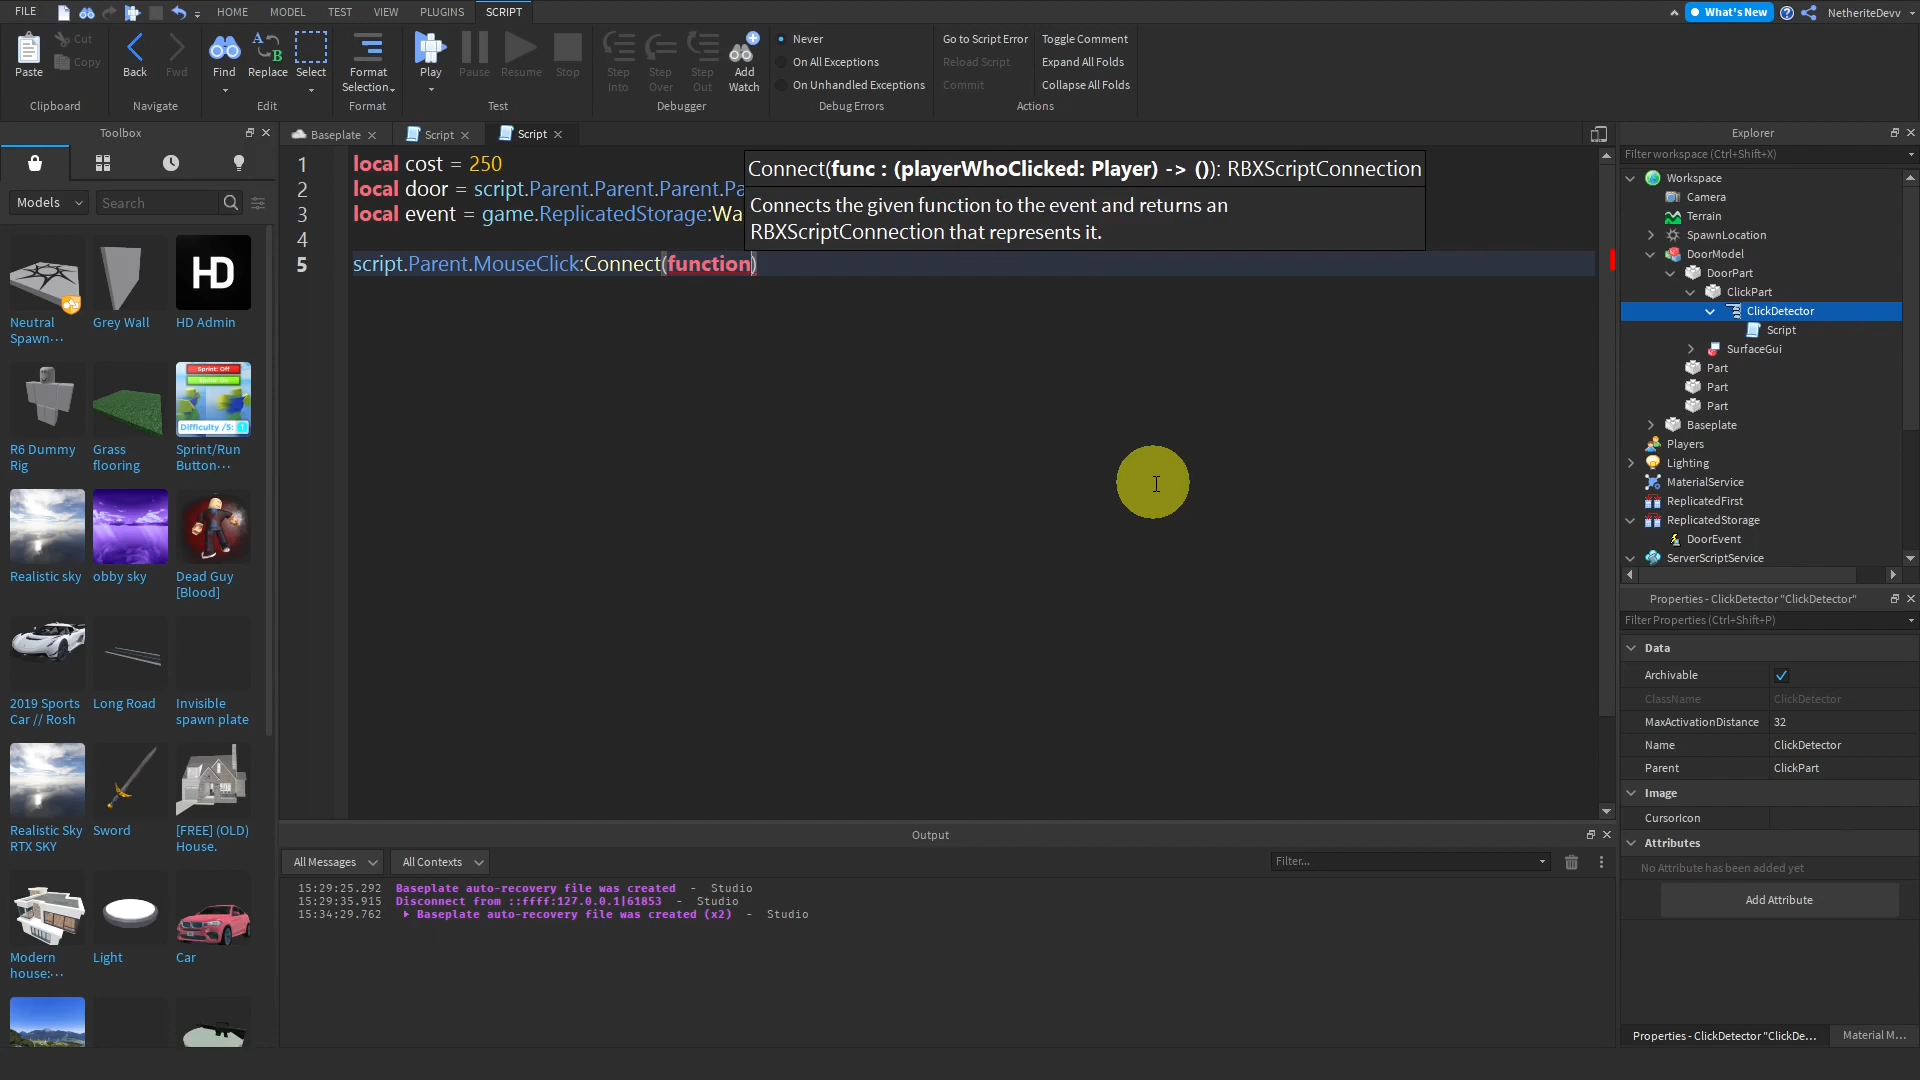 FILE HOME MODEL TEST VIEW PLUGINS SCRIPT What's New NetheriteDevv
Paste Cut Copy Back Fwd Find Replace Select Format Selection Play Pause Resume Stop Step Into Step Over Step Out Add Watch
Never
On All Exceptions
On Unhandled Exceptions
Go to Script Error
Reload Script
Commit
Toggle Comment
Expand All Folds
Collapse All Folds
Clipboard Navigate Edit Format Test Debugger Debug Errors Actions
Toolbox
Models Search
Neutral Spawn...
Grey Wall
HD
HD Admin
R6 Dummy Rig
Grass flooring
Sprint: Off
Difficulty /5: 1
Sprint/Run Button...
Realistic sky
obby sky
Dead Guy [Blood]
2019 Sports Car // Rosh
Long Road
Invisible spawn plate
Realistic Sky RTX SKY
Sword
[FREE] (OLD) House.
Modern house:...
Light
Car
Baseplate Script Script
1 local cost = 250
2 local door = script.Parent.Parent.Parent.Pa
3 local event = game.ReplicatedStorage:Wa
4
5 script.Parent.MouseClick:Connect(function)
Connect(func : (playerWhoClicked: Player) -> ()): RBXScriptConnection
Connects the given function to the event and returns an
RBXScriptConnection that represents it.
Output
All Messages All Contexts Filter...
15:29:25.292 Baseplate auto-recovery file was created - Studio
15:29:35.915 Disconnect from ::ffff:127.0.0.1|61853 - Studio
15:34:29.762 Baseplate auto-recovery file was created (x2) - Studio
Explorer
Filter workspace (Ctrl+Shift+X)
Workspace
Camera
Terrain
SpawnLocation
DoorModel
DoorPart
ClickPart
ClickDetector
Script
SurfaceGui
Part
Part
Part
Baseplate
Players
Lighting
MaterialService
ReplicatedFirst
ReplicatedStorage
DoorEvent
ServerScriptService
Properties - ClickDetector "ClickDetector"
Filter Properties (Ctrl+Shift+P)
Data
Archivable
ClassName ClickDetector
MaxActivationDistance 32
Name ClickDetector
Parent ClickPart
Image
CursorIcon
Attributes
No Attribute has been added yet
Add Attribute
Properties - ClickDetector "ClickDe... Material M...